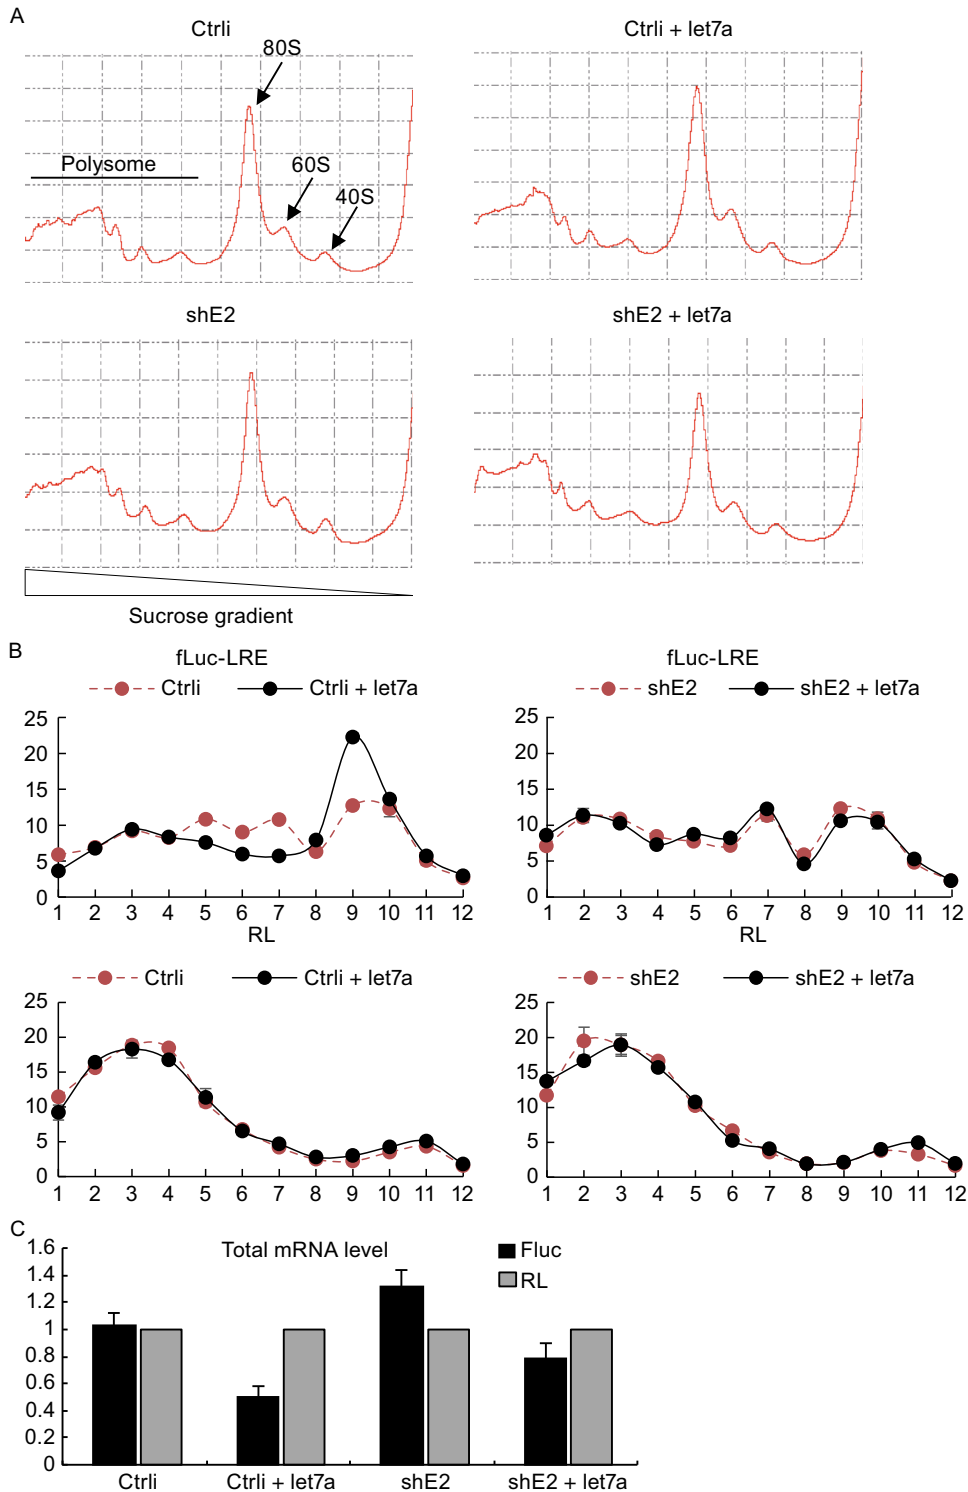 A
Ctrli
Ctrli + let7a
80S
Polysome
60S
40S
shE2
shE2 + let7a
Sucrose gradient
B
fLuc-LRE
Ctrli
Ctrli + let7a
25
20
15
10
5
0
1 2 3 4 5 6 7 8 9 10 11 12
fLuc-LRE
shE2
shE2 + let7a
25
20
15
10
5
0
1 2 3 4 5 6 7 8 9 10 11 12
RL
Ctrli
Ctrli + let7a
25
20
15
10
5
0
1 2 3 4 5 6 7 8 9 10 11 12
RL
shE2
shE2 + let7a
25
20
15
10
5
0
1 2 3 4 5 6 7 8 9 10 11 12
C
Total mRNA level
Fluc
RL
1.6
1.4
1.2
1
0.8
0.6
0.4
0.2
0
Ctrli
Ctrli + let7a
shE2
shE2 + let7a